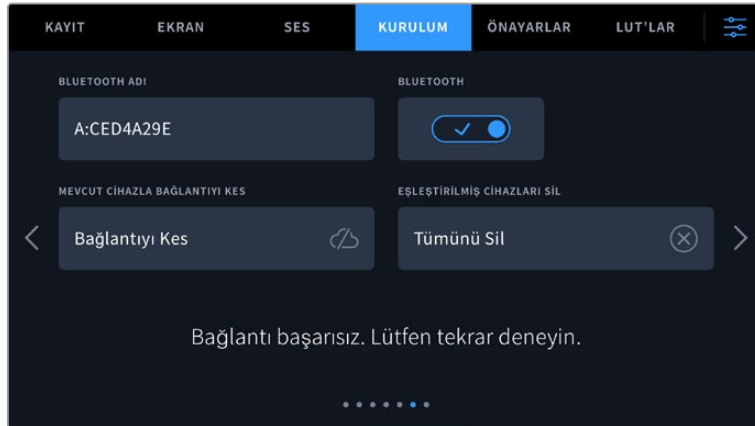 KAYIT EKRAN SES KURULUM ÖNAYARLAR LUT'LAR
BLUETOOTH ADI BLUETOOTH
A:CED4A29E
MEVCUT CİHAZLA BAĞLANTIYI KES EŞLEŞTİRİLMİŞ CİHAZLARI SİL
Bağlantıyı Kes Tümünü Sil
Bağlantı başarısız. Lütfen tekrar deneyin.